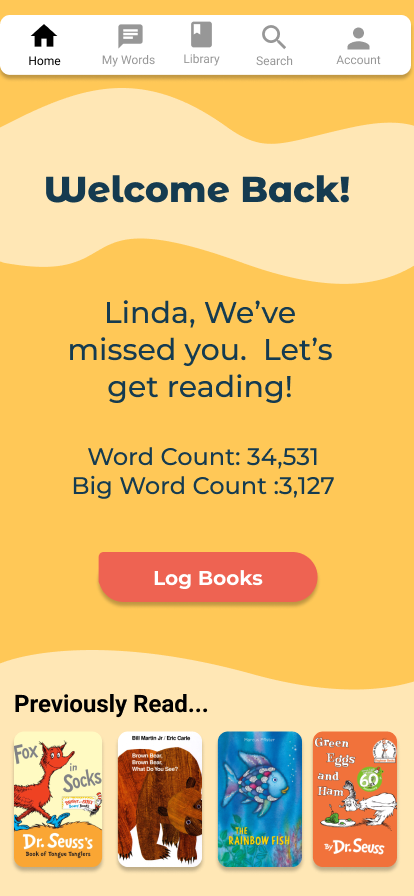 Home
My Words
Library
Search
Account
Welcome Back!
Linda, We've
missed you. Let's
get reading!
Word Count: 34,531
Big Word Count :3,127
Log Books
Previously Read...
Fox
in
Socks
Dr. Seuss's
Book of Tongue Tanglers
Bill Martin Jr / Eric Carle
Brown Bear,
Brown Bear,
What Do You See?
THE
RAINBOW FISH
Green
Eggs
and
Ham
60
By Dr. Seuss